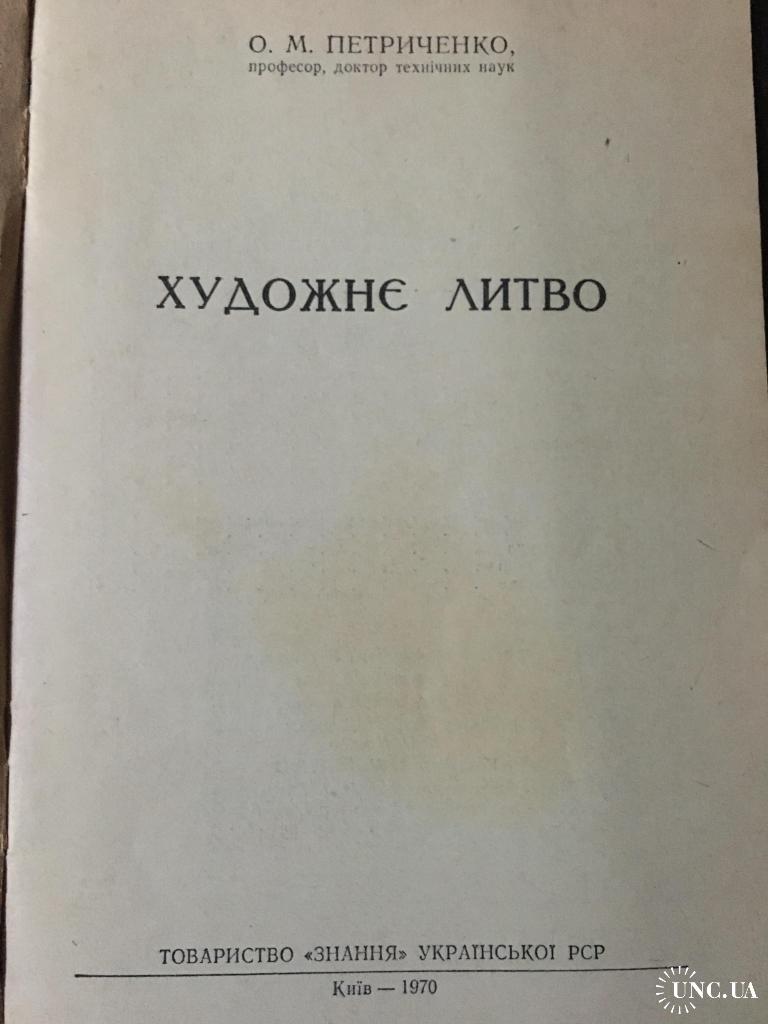 О. М. ПЕТРИЧЕНКО,
професор, доктор технічних наук
ХУДОЖНЄ ЛИТВО
ТОВАРИСТВО «ЗНАННЯ» УКРАЇНСЬКОЇ РСР
Київ — 1970
UNC.UA